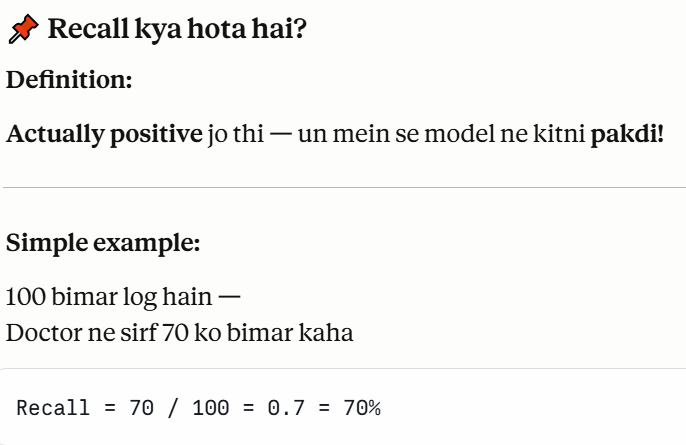 📌 Recall kya hota hai?
Definition:
Actually positive jo thi — un mein se model ne kitni pakdi!
Simple example:
100 bimar log hain —
Doctor ne sirf 70 ko bimar kaha
Recall = 70 / 100 = 0.7 = 70%